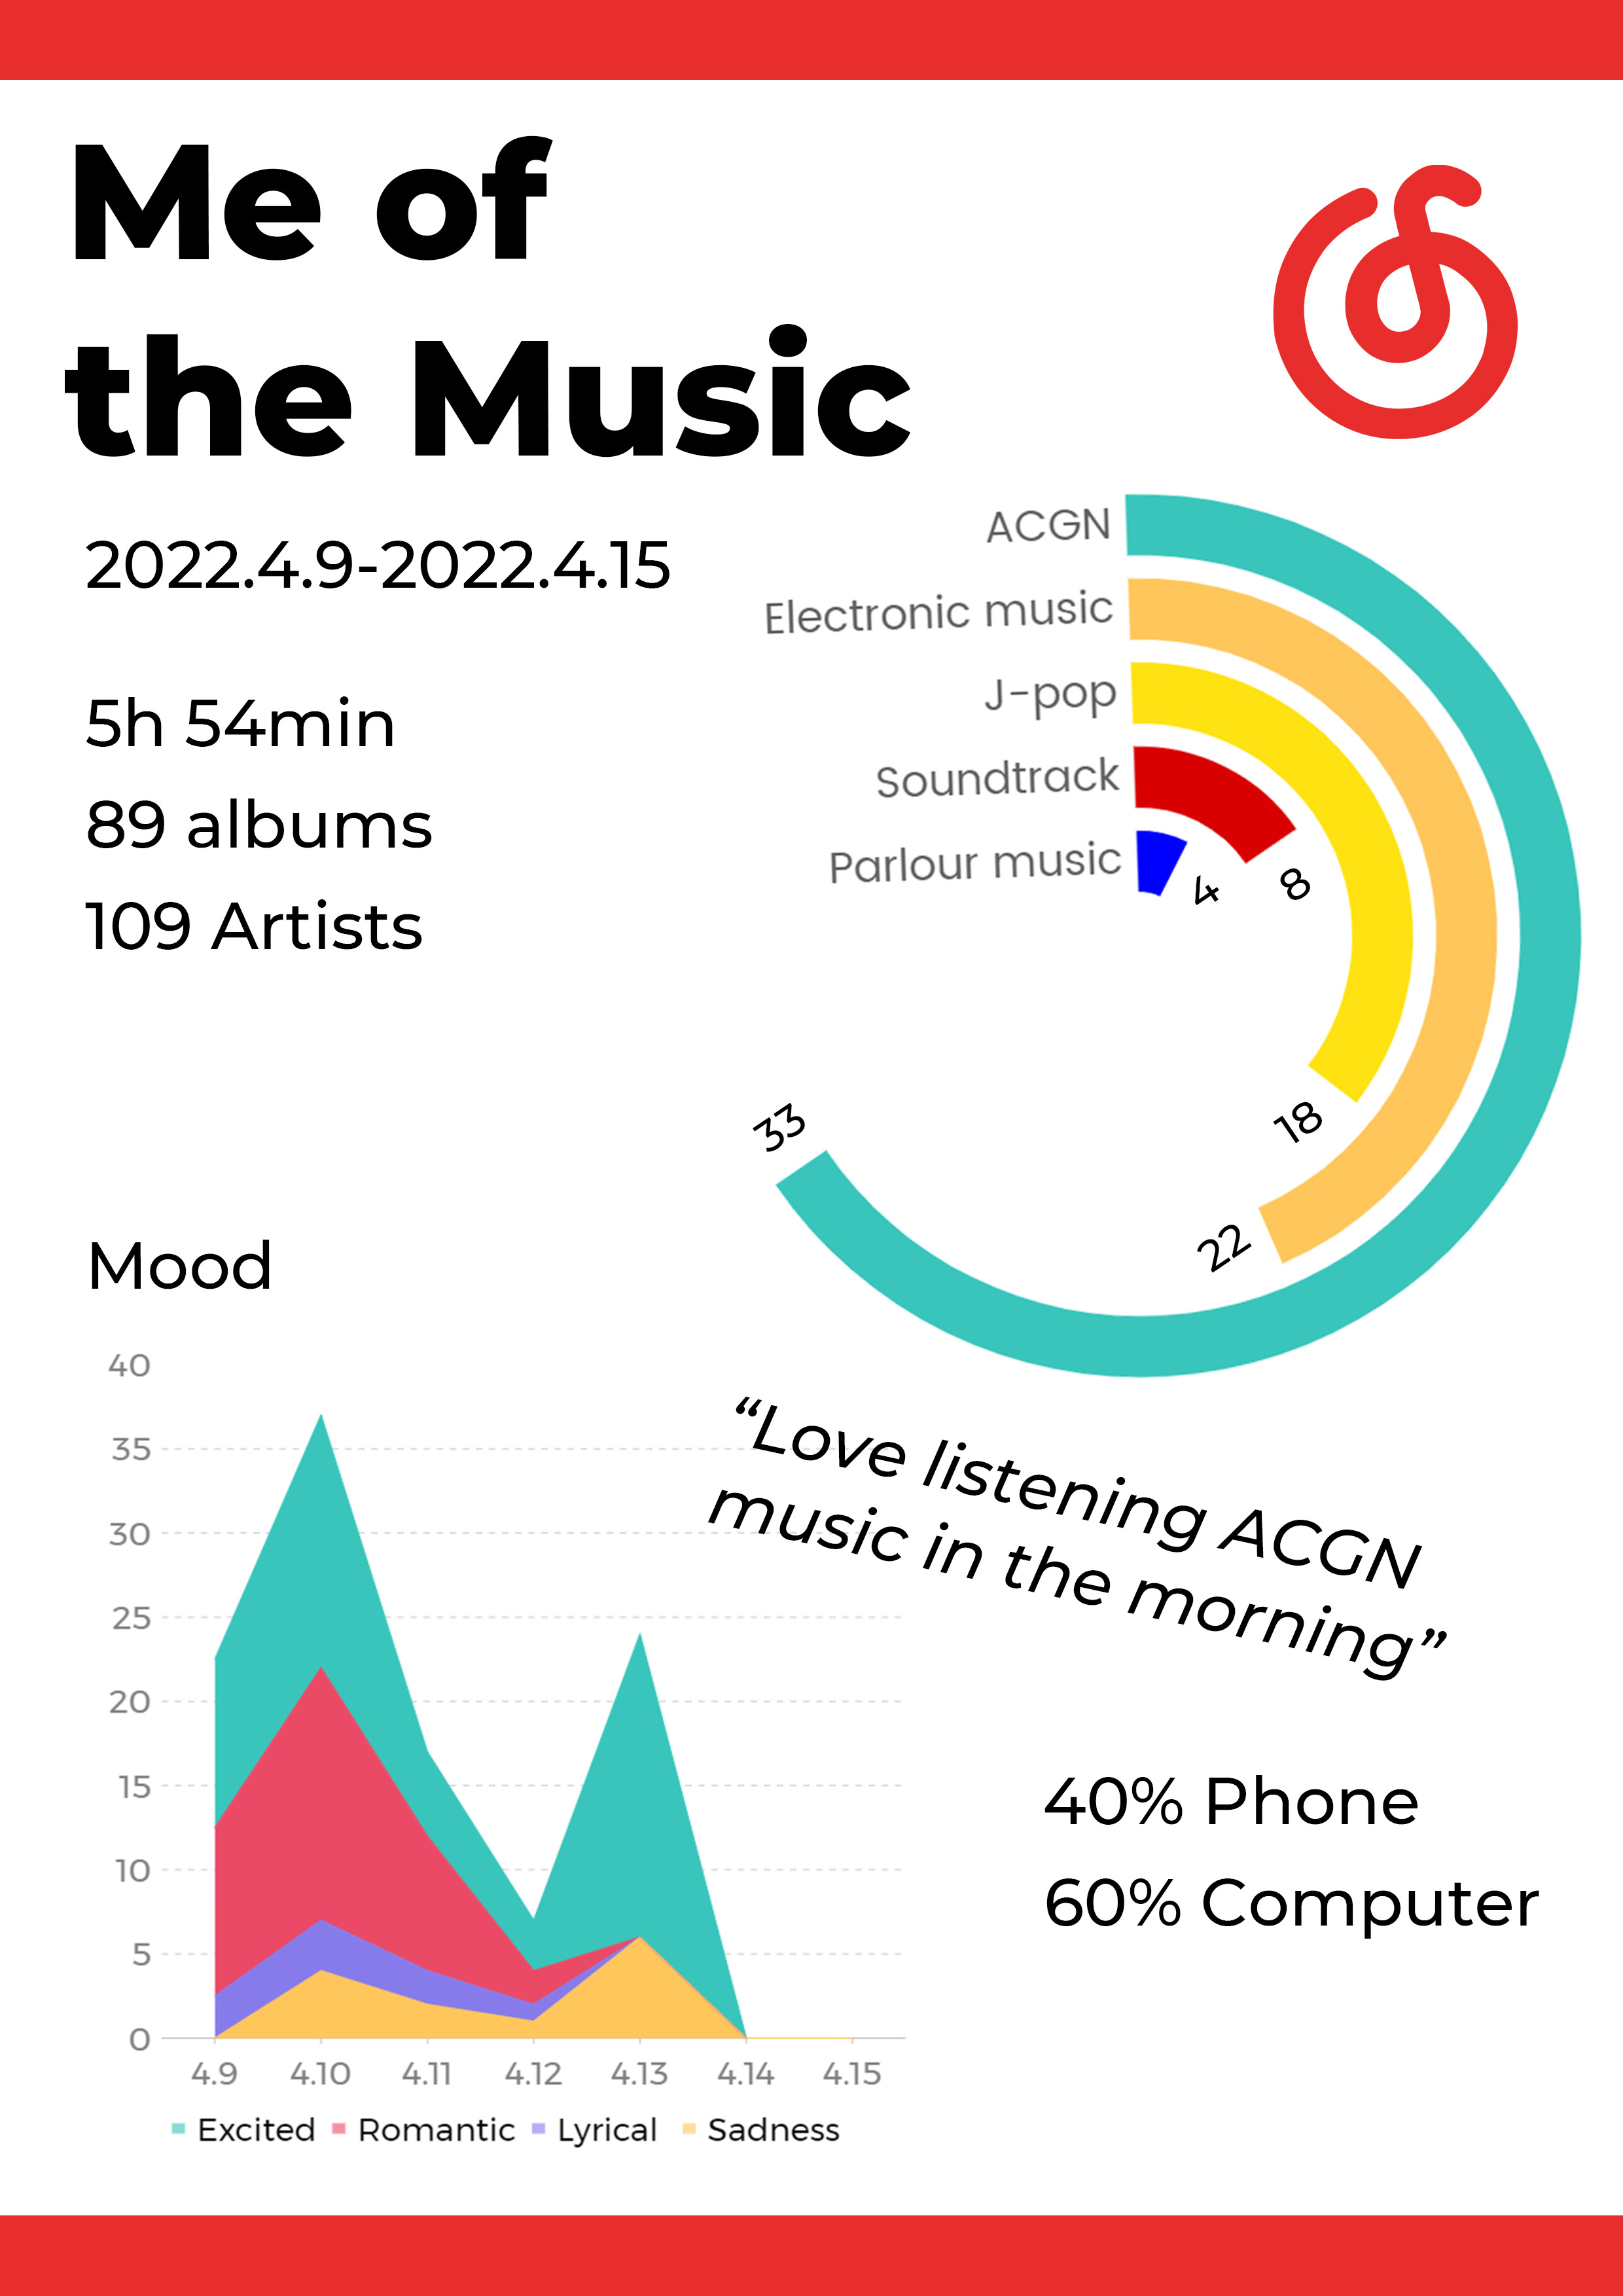 Me of
the Music
2022.4.9-2022.4.15
5h 54min
89 albums
109 Artists
ACGN
Electronic music
J-pop
Soundtrack
Parlour music
4
8
18
22
33
Mood
40
35
30
25
20
15
10
5
0
4.9 4.10 4.11 4.12 4.13 4.14 4.15
Excited Romantic Lyrical Sadness
“Love listening ACGN
music in the morning”
40% Phone
60% Computer